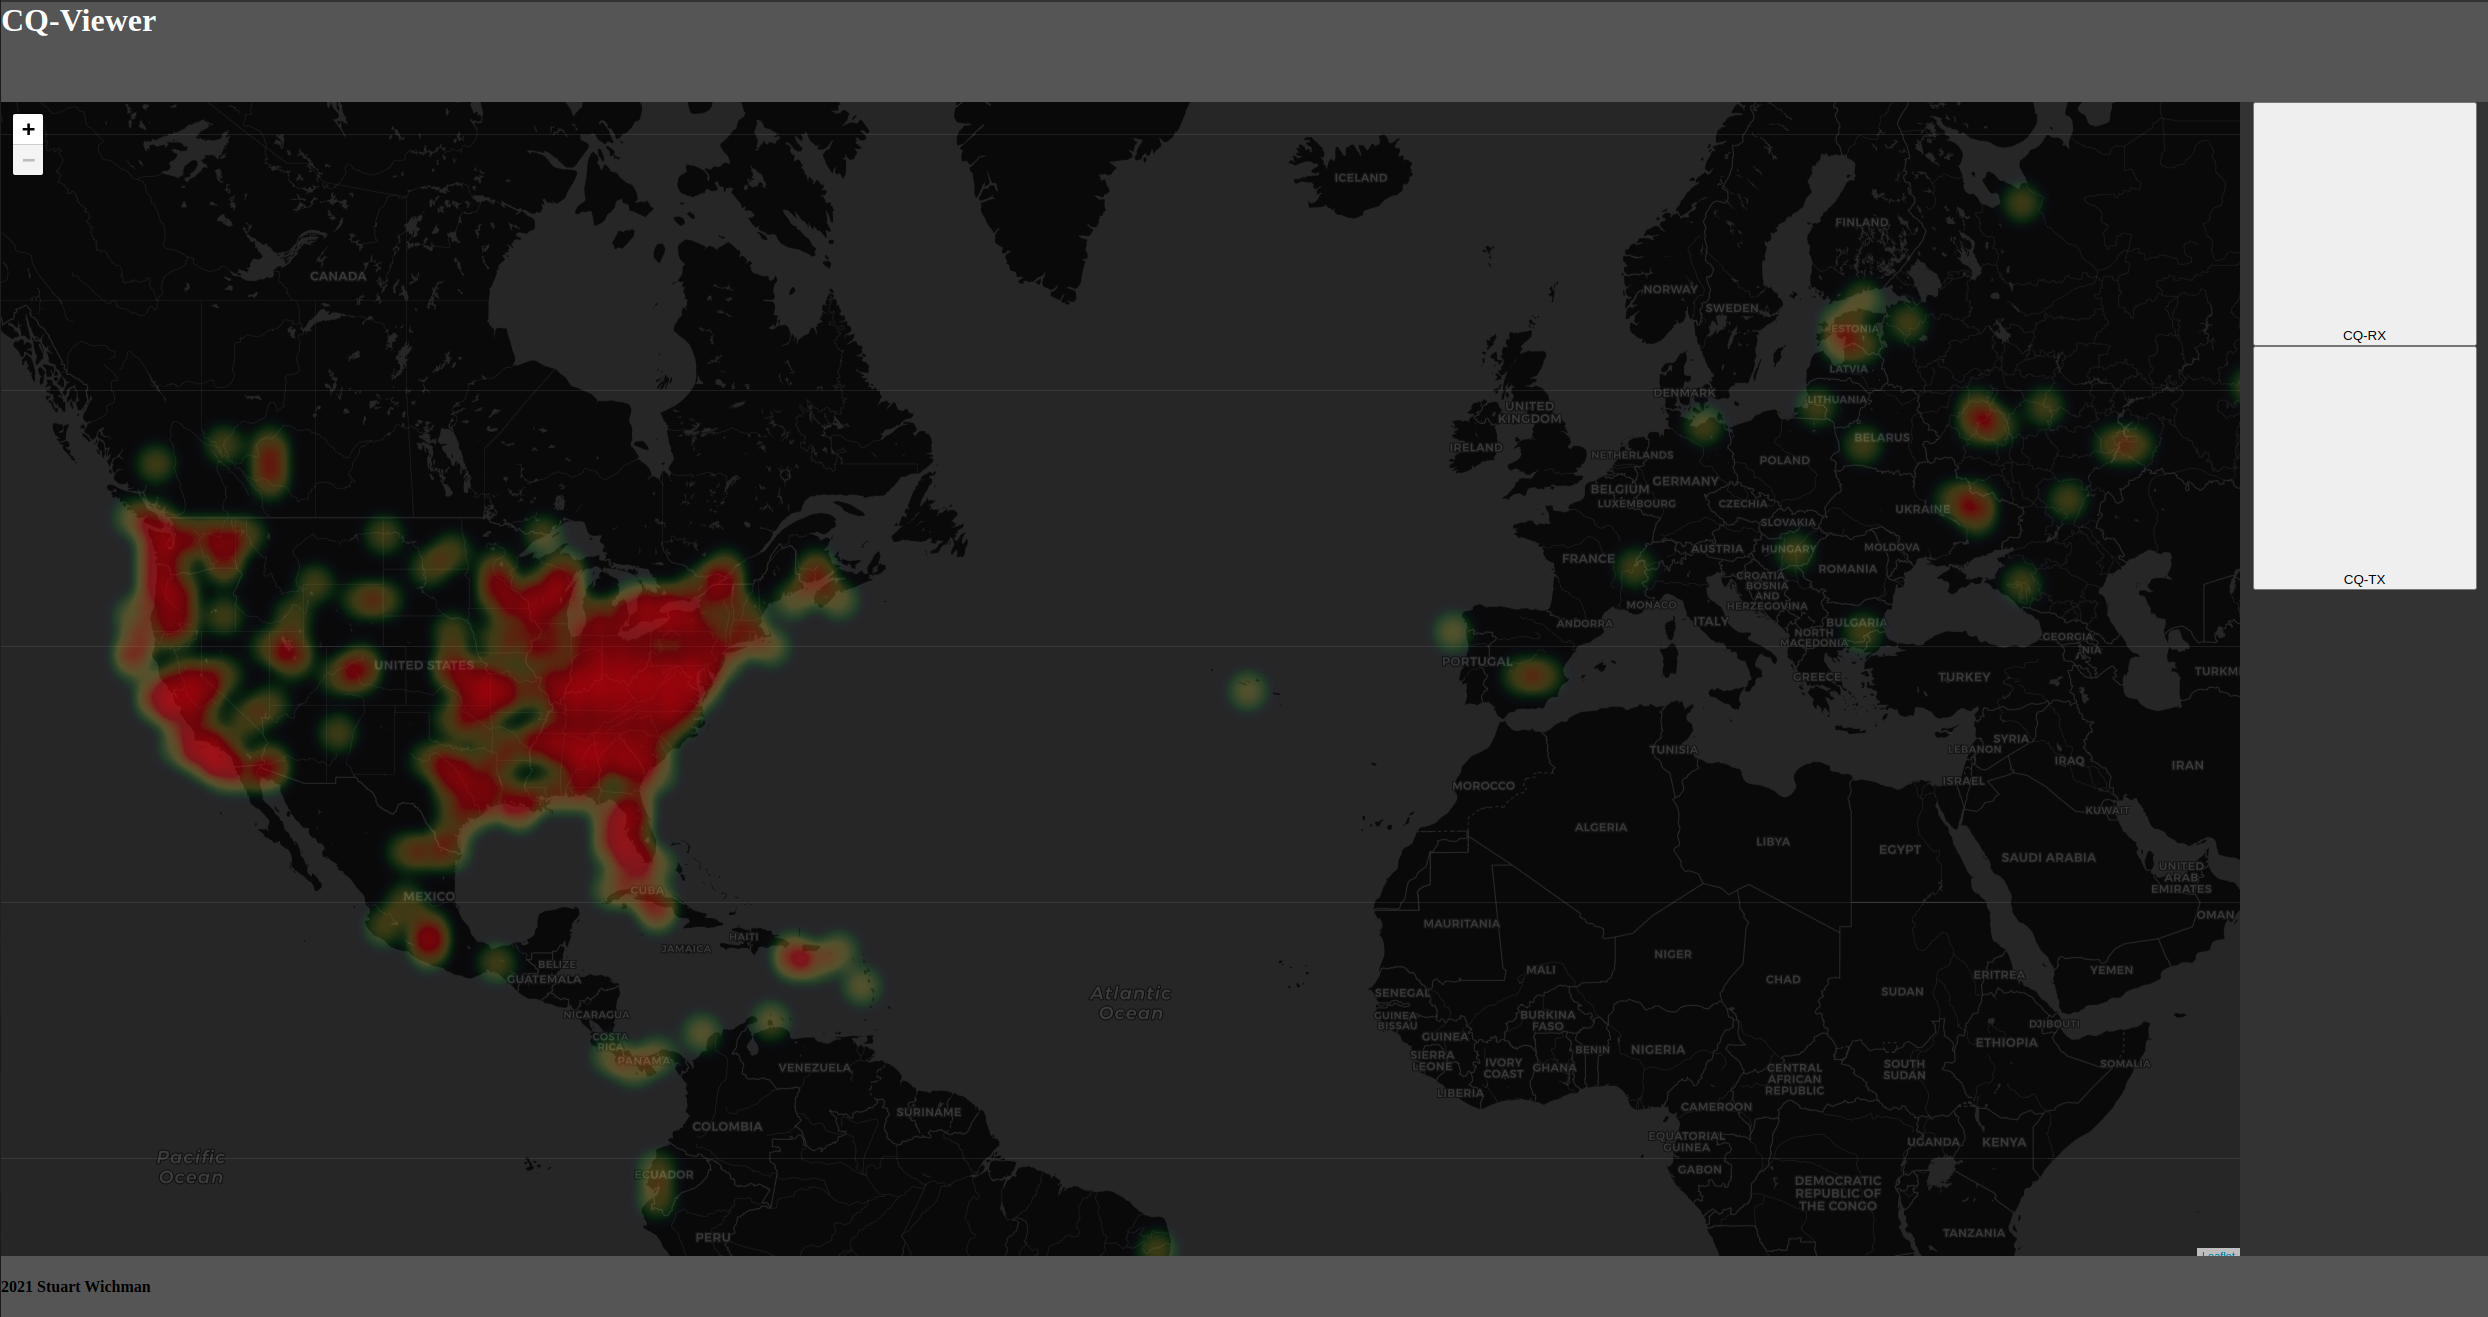 CQ-Viewer
+
−
ICELAND
FINLAND
CANADA
NORWAY
SWEDEN
ESTONIA
LATVIA
DENMARK
LITHUANIA
UNITED
KINGDOM
IRELAND
BELARUS
NETHERLANDS
POLAND
BELGIUM
GERMANY
LUXEMBOURG
CZECHIA
UKRAINE
SLOVAKIA
FRANCE
AUSTRIA
HUNGARY
MOLDOVA
ROMANIA
CROATIA
BOSNIA
AND
HERZEGOVINA
MONACO
ANDORRA
ITALY
BULGARIA
NORTH
MACEDONIA
GEORGIA
NIA
PORTUGAL
UNITED STATES
GREECE
TURKEY
TURKM
TUNISIA
SYRIA
LEBANON
IRAQ
IRAN
ISRAEL
MOROCCO
KUWAIT
ALGERIA
LIBYA
EGYPT
SAUDI ARABIA
UNITED
ARAB
EMIRATES
CUBA
MEXICO
OMAN
MAURITANIA
HAITI
JAMAICA
NIGER
BELIZE
GUATEMALA
MALI
CHAD
ERITREA
YEMEN
SUDAN
Atlantic
Ocean
SENEGAL
NICARAGUA
GUINEA
BISSAU
BURKINA
FASO
DJIBOUTI
COSTA
RICA
GUINEA
BENIN
NIGERIA
ETHIOPIA
PANAMA
SIERRA
LEONE
IVORY
COAST
GHANA
SOUTH
SUDAN
SOMALIA
VENEZUELA
CENTRAL
AFRICAN
REPUBLIC
LIBERIA
CAMEROON
SURINAME
COLOMBIA
EQUATORIAL
GUINEA
UGANDA
KENYA
Pacific
Ocean
GABON
ECUADOR
DEMOCRATIC
REPUBLIC OF
THE CONGO
PERU
TANZANIA
Leaflet
CQ-RX
CQ-TX
2021 Stuart Wichman